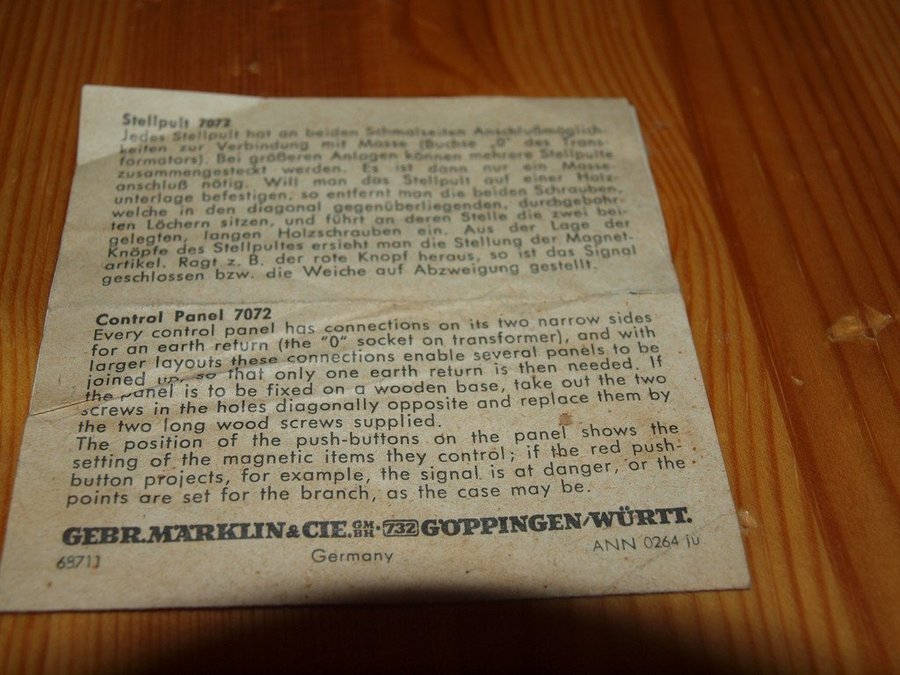 Stellpult 7072
Jedes Stellpult hat an beiden Schmalseiten Anschlußmöglich-
keiten zur Verbindung mit Masse (Buchse „0" des Trans-
formators). Bei größeren Anlagen können mehrere Stellpulte
zusammengesteckt werden. Es ist dann nur ein Masse-
anschluß nötig. Will man das Stellpult auf einer Holz-
unterlage befestigen, so entfernt man die beiden Schrauben,
welche in den diagonal gegenüberliegenden, durchgebohr-
ten Löchern sitzen, und führt an deren Stelle die zwei bei-
gelegten, langen Holzschrauben ein. Aus der Lage der
Knöpfe des Stellpultes ersieht man die Stellung der Magnet-
artikel. Ragt z. B. der rote Knopf heraus, so ist das Signal
geschlossen bzw. die Weiche auf Abzweigung gestellt.
Control Panel 7072
Every control panel has connections on its two narrow sides
for an earth return (the "0" socket on transformer), and with
larger layouts these connections enable several panels to be
joined up, so that only one earth return is then needed. If
the panel is to be fixed on a wooden base, take out the two
screws in the holes diagonally opposite and replace them by
the two long wood screws supplied.
The position of the push-buttons on the panel shows the
setting of the magnetic items they control; if the red push-
button projects, for example, the signal is at danger, or the
points are set for the branch, as the case may be.
GEBR. MÄRKLIN & CIE. GMBH · 732 GÖPPINGEN/WÜRTT.
68711 Germany ANN 0264 ju